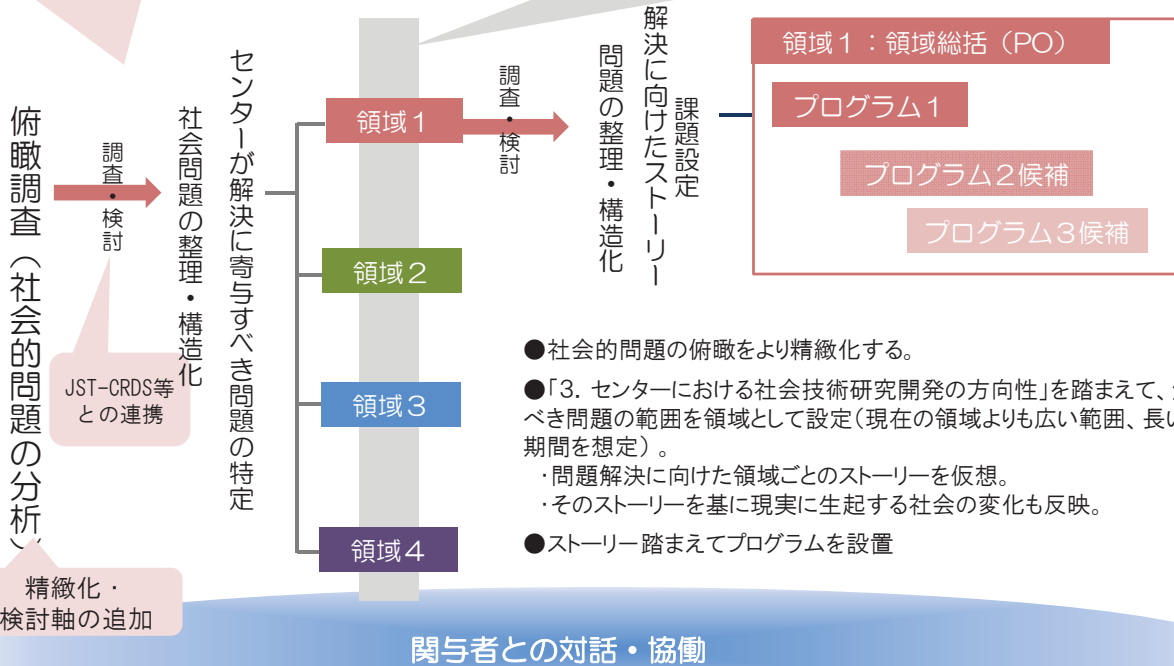 俯瞰調査（社会的問題の分析）
調査・検討
JST-CRDS等
との連携
精緻化・
検討軸の追加
社会問題の整理・構造化
センターが解決に寄与すべき問題の特定
領域１
領域２
領域３
領域４
調査・検討
問題の整理・構造化
解決に向けたストーリー
課題設定
領域１：領域総括（PO）
プログラム１
プログラム２候補
プログラム３候補
●社会的問題の俯瞰をより精緻化する。
●「3．センターにおける社会技術研究開発の方向性」を踏まえて、
べき問題の範囲を領域として設定（現在の領域よりも広い範囲、長い
期間を想定）。
・問題解決に向けた領域ごとのストーリーを仮想。
・そのストーリーを基に現実に生起する社会の変化も反映。
●ストーリー踏まえてプログラムを設置
関与者との対話・協働